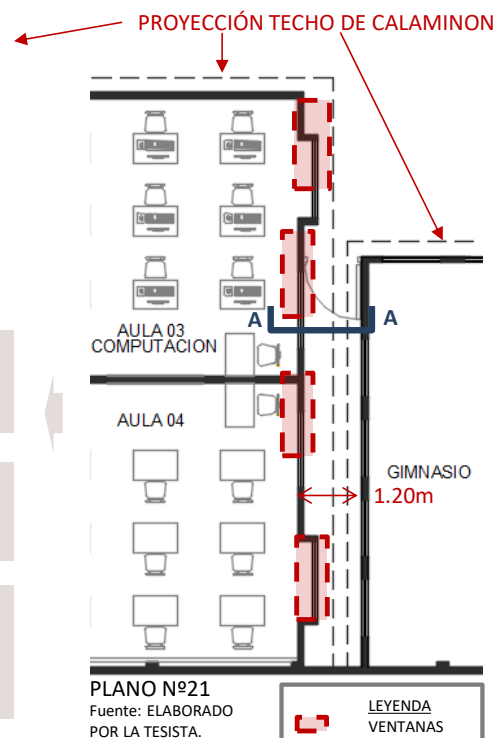 PROYECCIÓN TECHO DE CALAMINON
A
A
AULA 03
COMPUTACION
AULA 04
GIMNASIO
1.20m
PLANO Nº21
Fuente: ELABORADO
POR LA TESISTA.
LEYENDA
VENTANAS